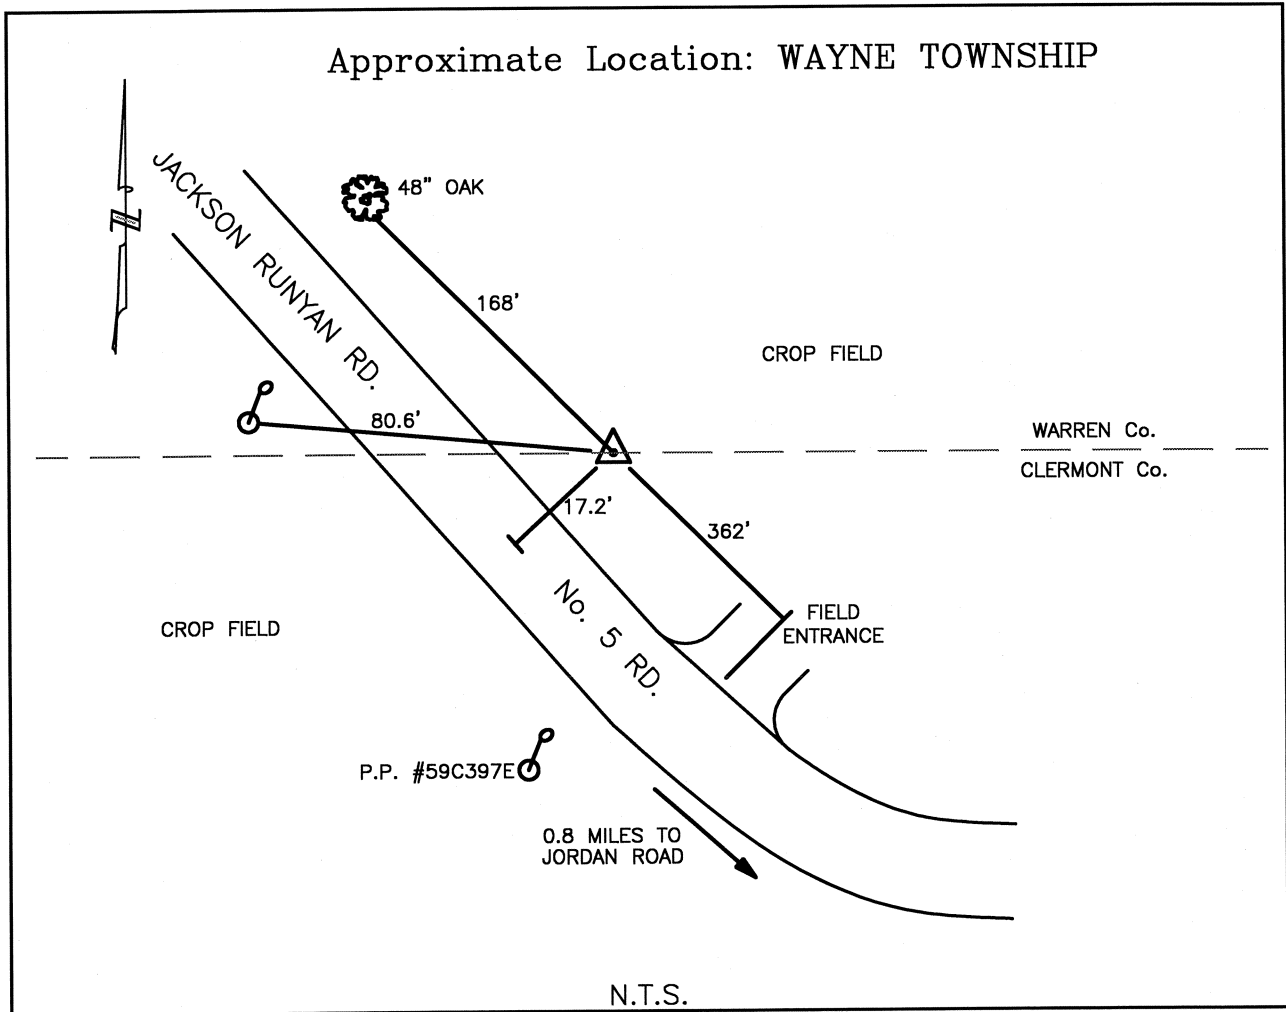 Approximate Location: WAYNE TOWNSHIP
N
JACKSON RUNYAN RD.
48" OAK
168'
CROP FIELD
80.6'
WARREN Co.
CLERMONT Co.
17.2'
362'
No. 5 RD.
FIELD
ENTRANCE
CROP FIELD
P.P. #59C397E
0.8 MILES TO
JORDAN ROAD
N.T.S.